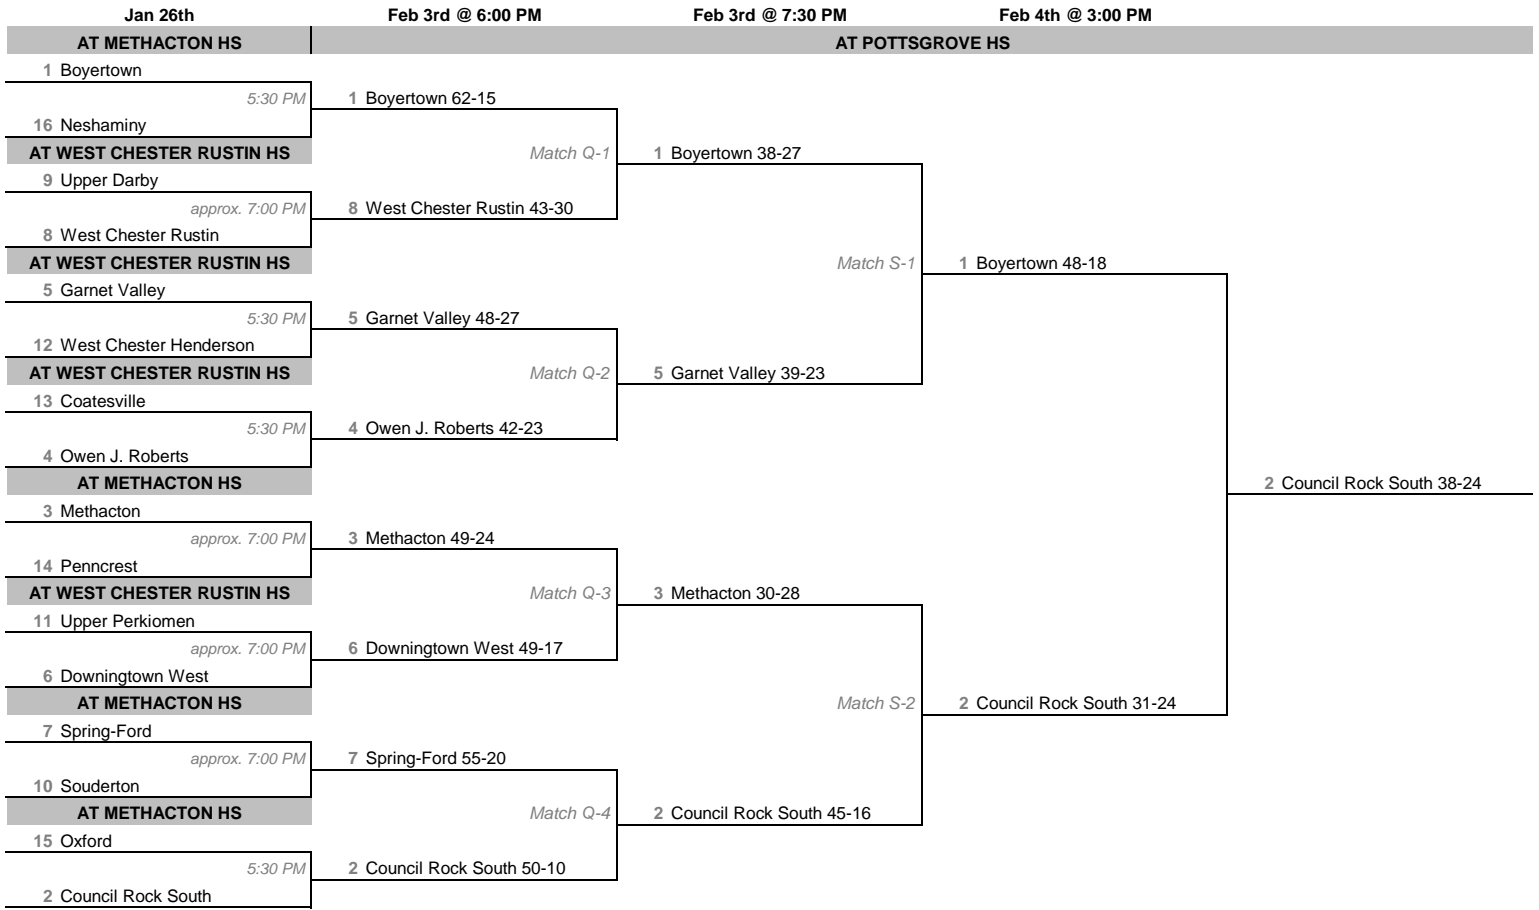 Jan 26th Feb 3rd @ 6:00 PM Feb 3rd @ 7:30 PM Feb 4th @ 3:00 PM
AT METHACTON HS AT POTTSGROVE HS
1 Boyertown
5:30 PM 1 Boyertown 62-15
16 Neshaminy
AT WEST CHESTER RUSTIN HS Match Q-1 1 Boyertown 38-27
9 Upper Darby
approx. 7:00 PM 8 West Chester Rustin 43-30
8 West Chester Rustin
AT WEST CHESTER RUSTIN HS Match S-1 1 Boyertown 48-18
5 Garnet Valley
5:30 PM 5 Garnet Valley 48-27
12 West Chester Henderson
AT WEST CHESTER RUSTIN HS Match Q-2 5 Garnet Valley 39-23
13 Coatesville
5:30 PM 4 Owen J. Roberts 42-23
4 Owen J. Roberts
AT METHACTON HS 2 Council Rock South 38-24
3 Methacton
approx. 7:00 PM 3 Methacton 49-24
14 Penncrest
AT WEST CHESTER RUSTIN HS Match Q-3 3 Methacton 30-28
11 Upper Perkiomen
approx. 7:00 PM 6 Downingtown West 49-17
6 Downingtown West
AT METHACTON HS Match S-2 2 Council Rock South 31-24
7 Spring-Ford
approx. 7:00 PM 7 Spring-Ford 55-20
10 Souderton
AT METHACTON HS Match Q-4 2 Council Rock South 45-16
15 Oxford
5:30 PM 2 Council Rock South 50-10
2 Council Rock South